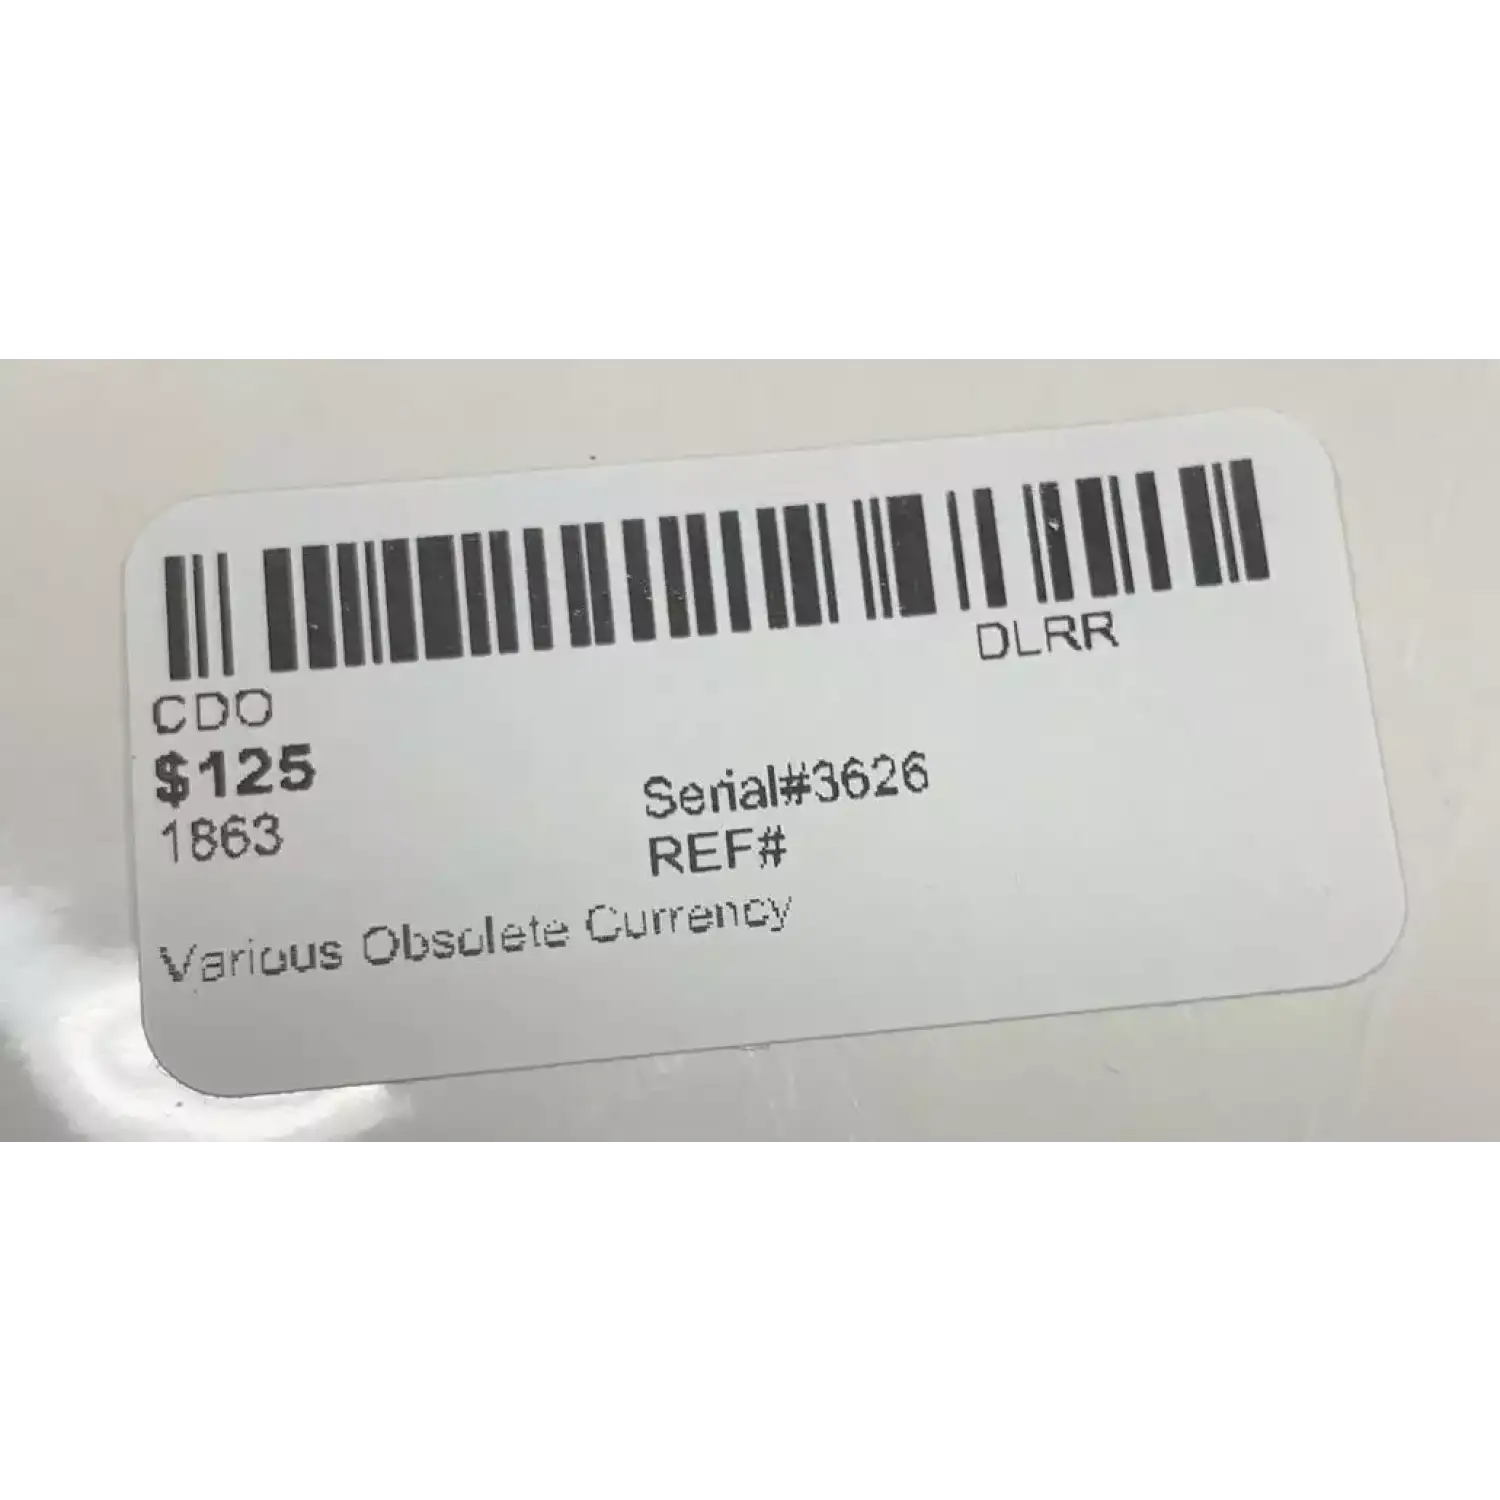 DLRR
CDO
$125
1863
Serial#3626
REF#
Various Obsolete Currency